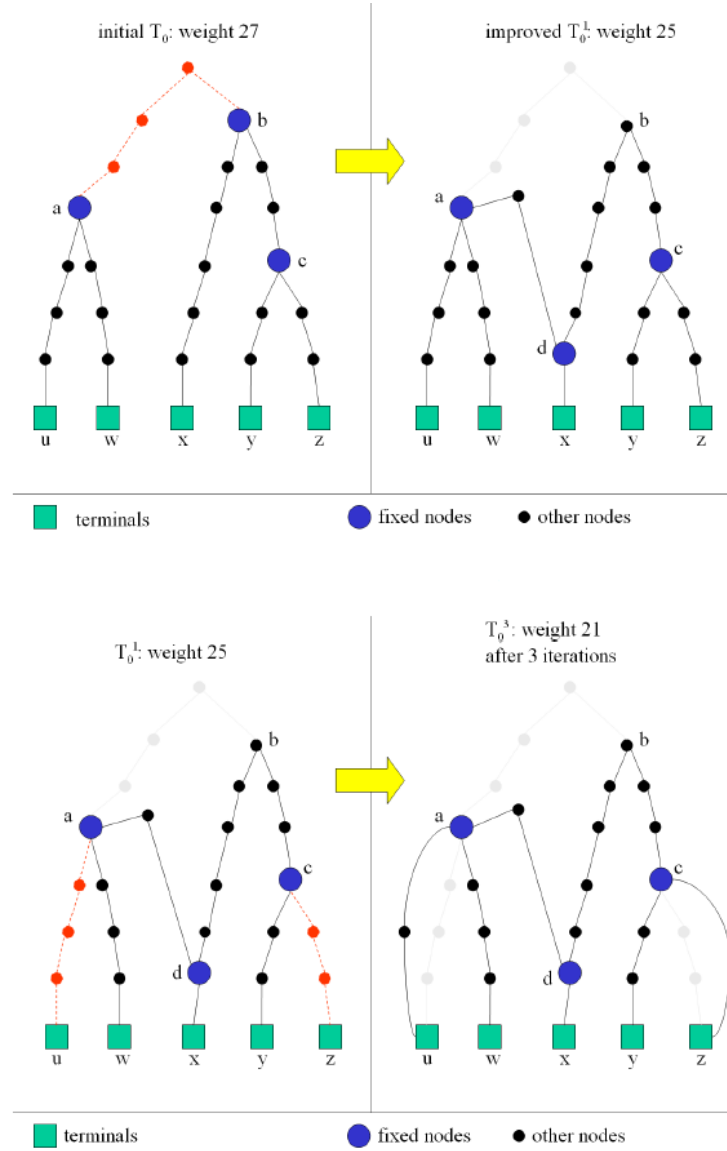 initial T₀: weight 27
improved T₀¹: weight 25
b
b
a
a
c
c
d
u w x y z
u w x y z
terminals
fixed nodes
other nodes
T₀¹: weight 25
T₀³: weight 21
after 3 iterations
b
b
a
a
c
c
d
d
u w x y z
u w x y z
terminals
fixed nodes
other nodes